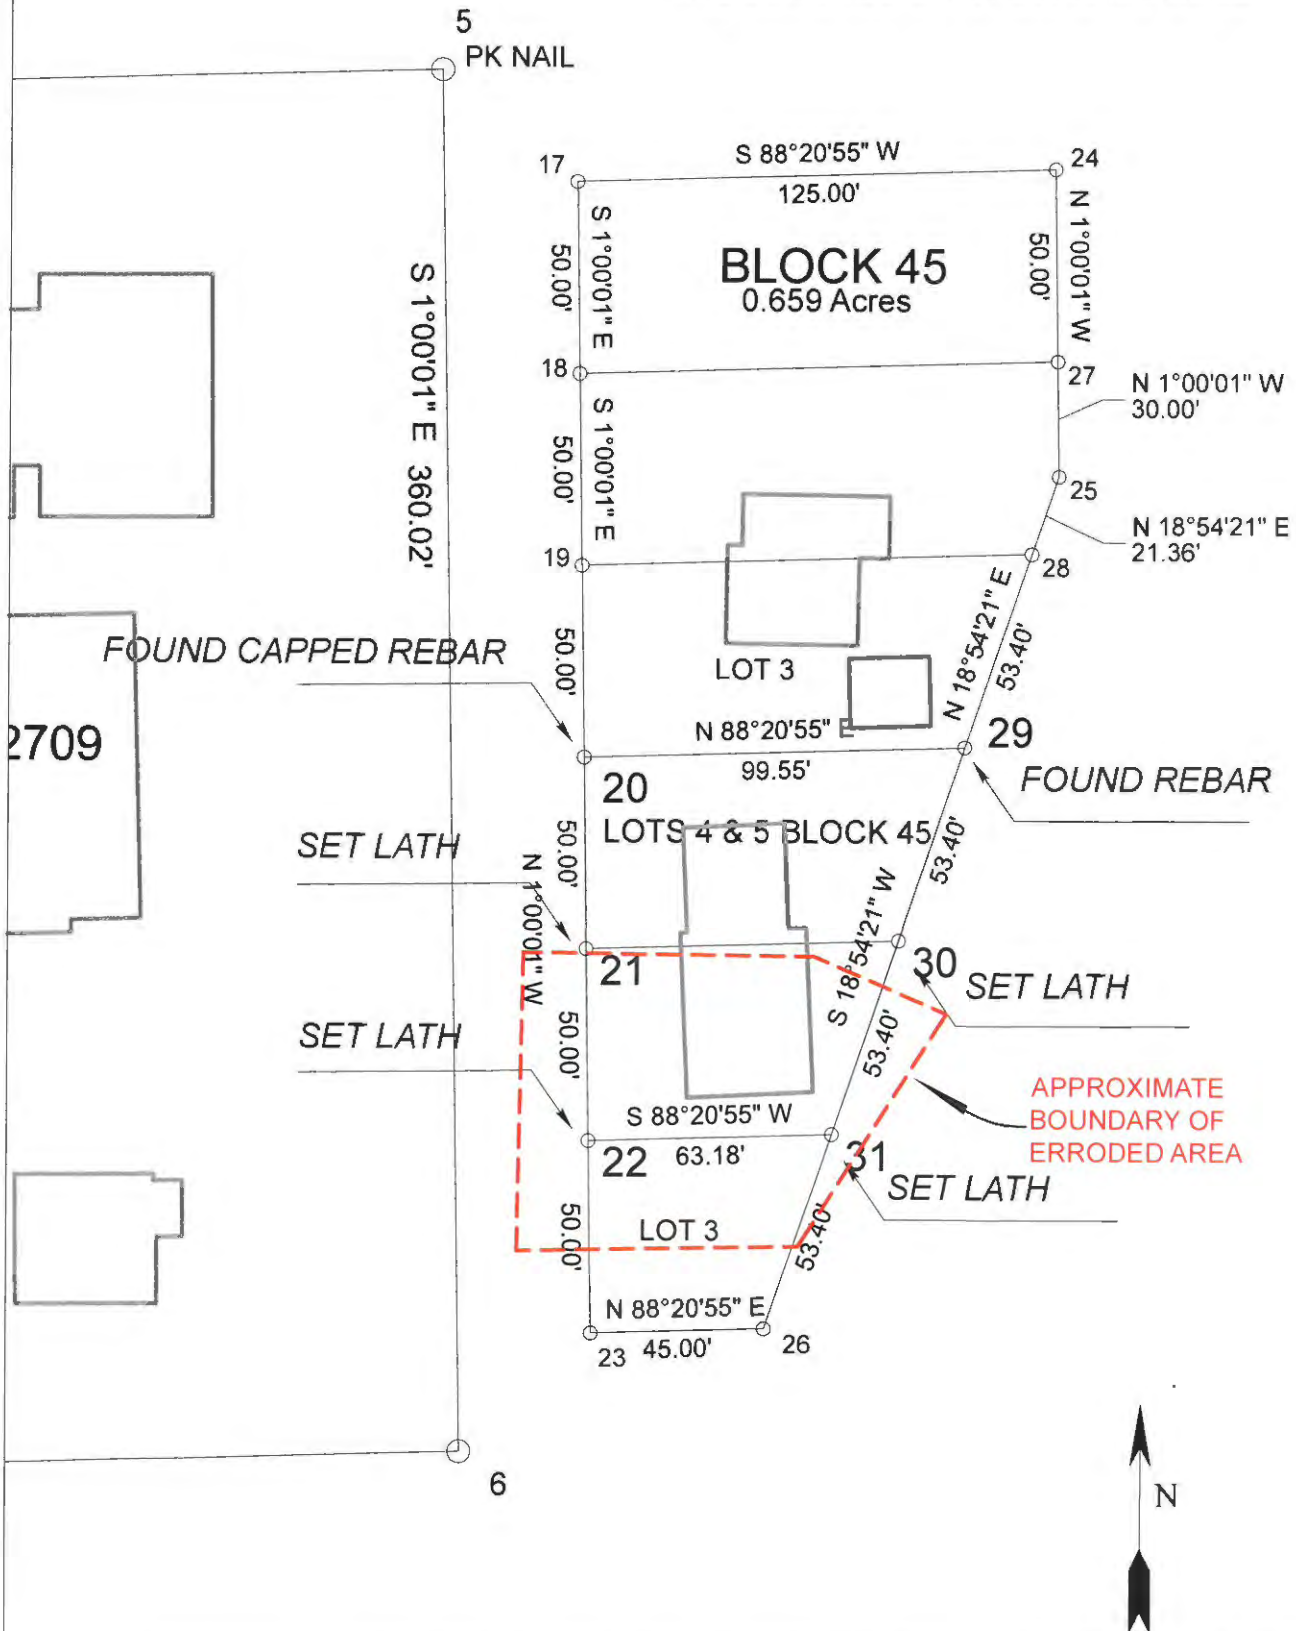 5
PK NAIL
S 1°00'01" E 360.02'
17
S 88°20'55" W
125.00'
24
S 1°00'01" E
50.00'
BLOCK 45
0.659 Acres
N 1°00'01" W
50.00'
18
27
N 1°00'01" W
30.00'
S 1°00'01" E
50.00'
25
N 18°54'21" E
21.36'
19
28
FOUND CAPPED REBAR
50.00'
LOT 3
N 18°54'21" E
53.40'
2709
N 88°20'55" E
99.55'
29
FOUND REBAR
20
LOTS 4 & 5 BLOCK 45
SET LATH
50.00'
N 1°00'01" W
53.40'
S 18°54'21" W
21
30
SET LATH
SET LATH
50.00'
53.40'
APPROXIMATE
BOUNDARY OF
ERRODED AREA
S 88°20'55" W
63.18'
22
31
SET LATH
50.00'
LOT 3
53.40'
N 88°20'55" E
45.00'
23
26
6
N